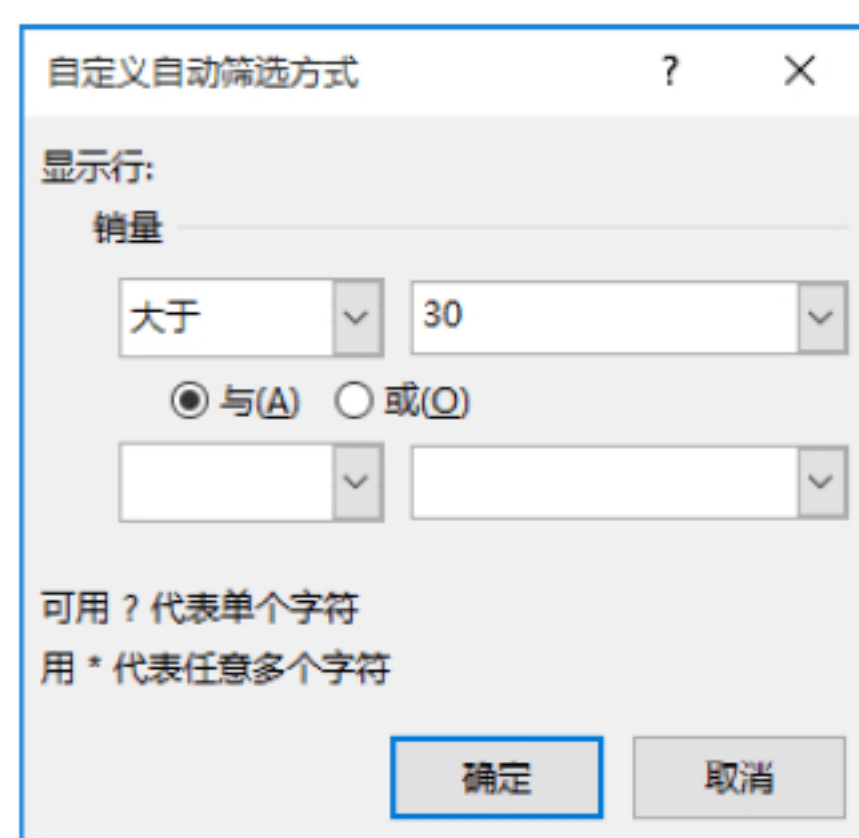 自定义自动筛选方式 ? ×
显示行:
销量
大于 30
与(A) 或(O)
可用 ? 代表单个字符
用 * 代表任意多个字符
确定 取消